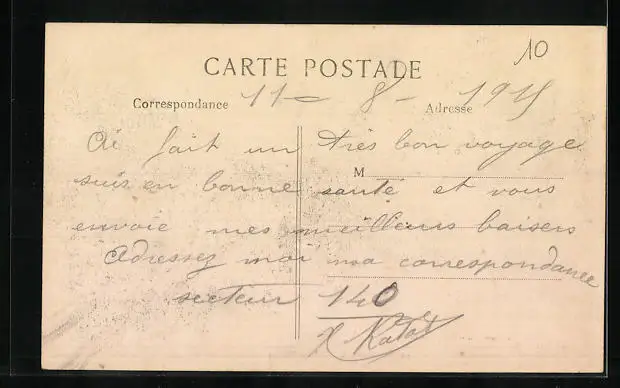 10
CARTE POSTALE
Correspondance 11 - 8 - Adresse 1915
Ai fait un très bon voyage
M
suis en bonne santé et vous
envoie mes meilleurs baisers
Adressez moi ma correspondance
secteur 140